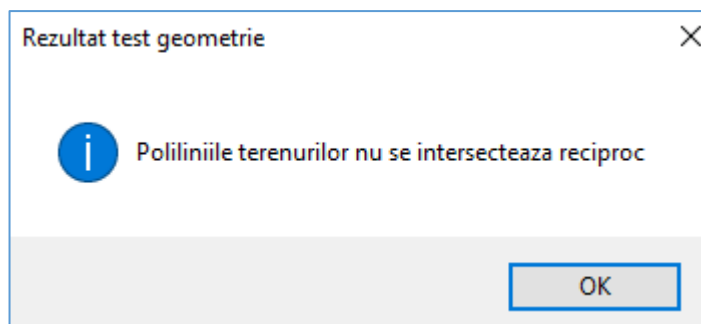 Rezultat test geometrie
Poliliniile terenurilor nu se intersecteaza reciproc
OK